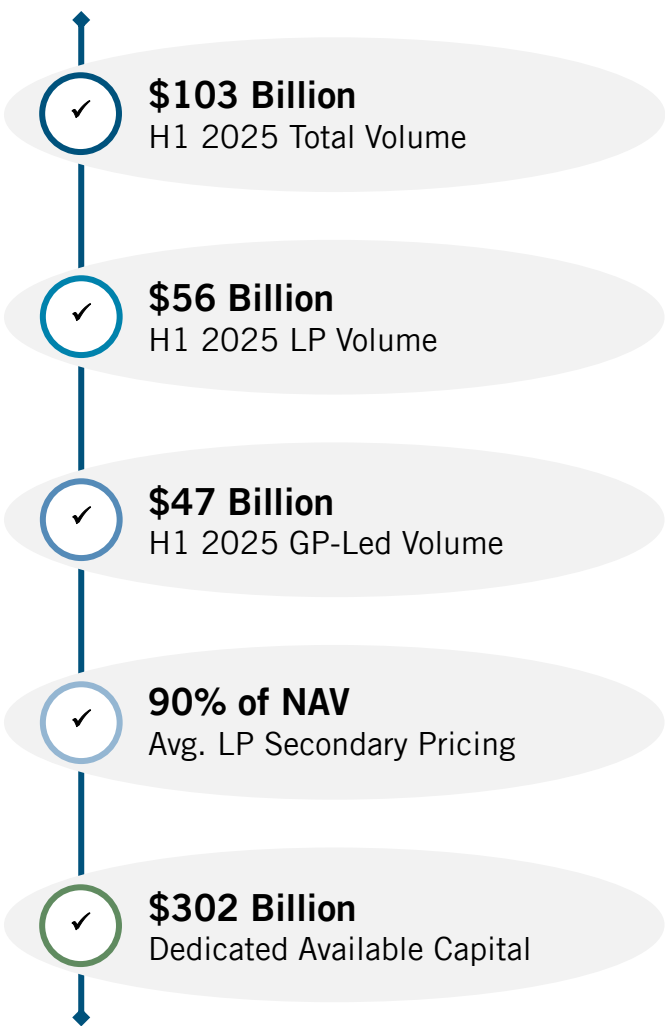 $103 Billion
H1 2025 Total Volume
$56 Billion
H1 2025 LP Volume
$47 Billion
H1 2025 GP-Led Volume
90% of NAV
Avg. LP Secondary Pricing
$302 Billion
Dedicated Available Capital